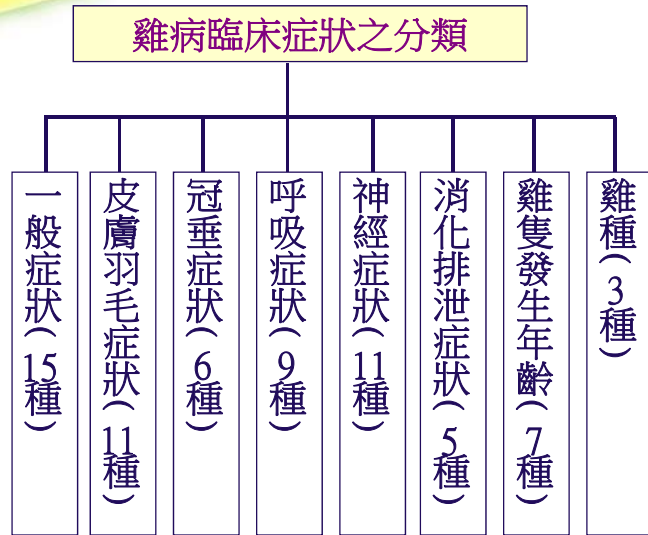 雞病臨床症狀之分類
一般症狀(15種)
皮膚羽毛症狀(11種)
冠垂症狀(6種)
呼吸症狀(9種)
神經症狀(11種)
消化排泄症狀(5種)
雞隻發生年齡(7種)
雞種(3種)